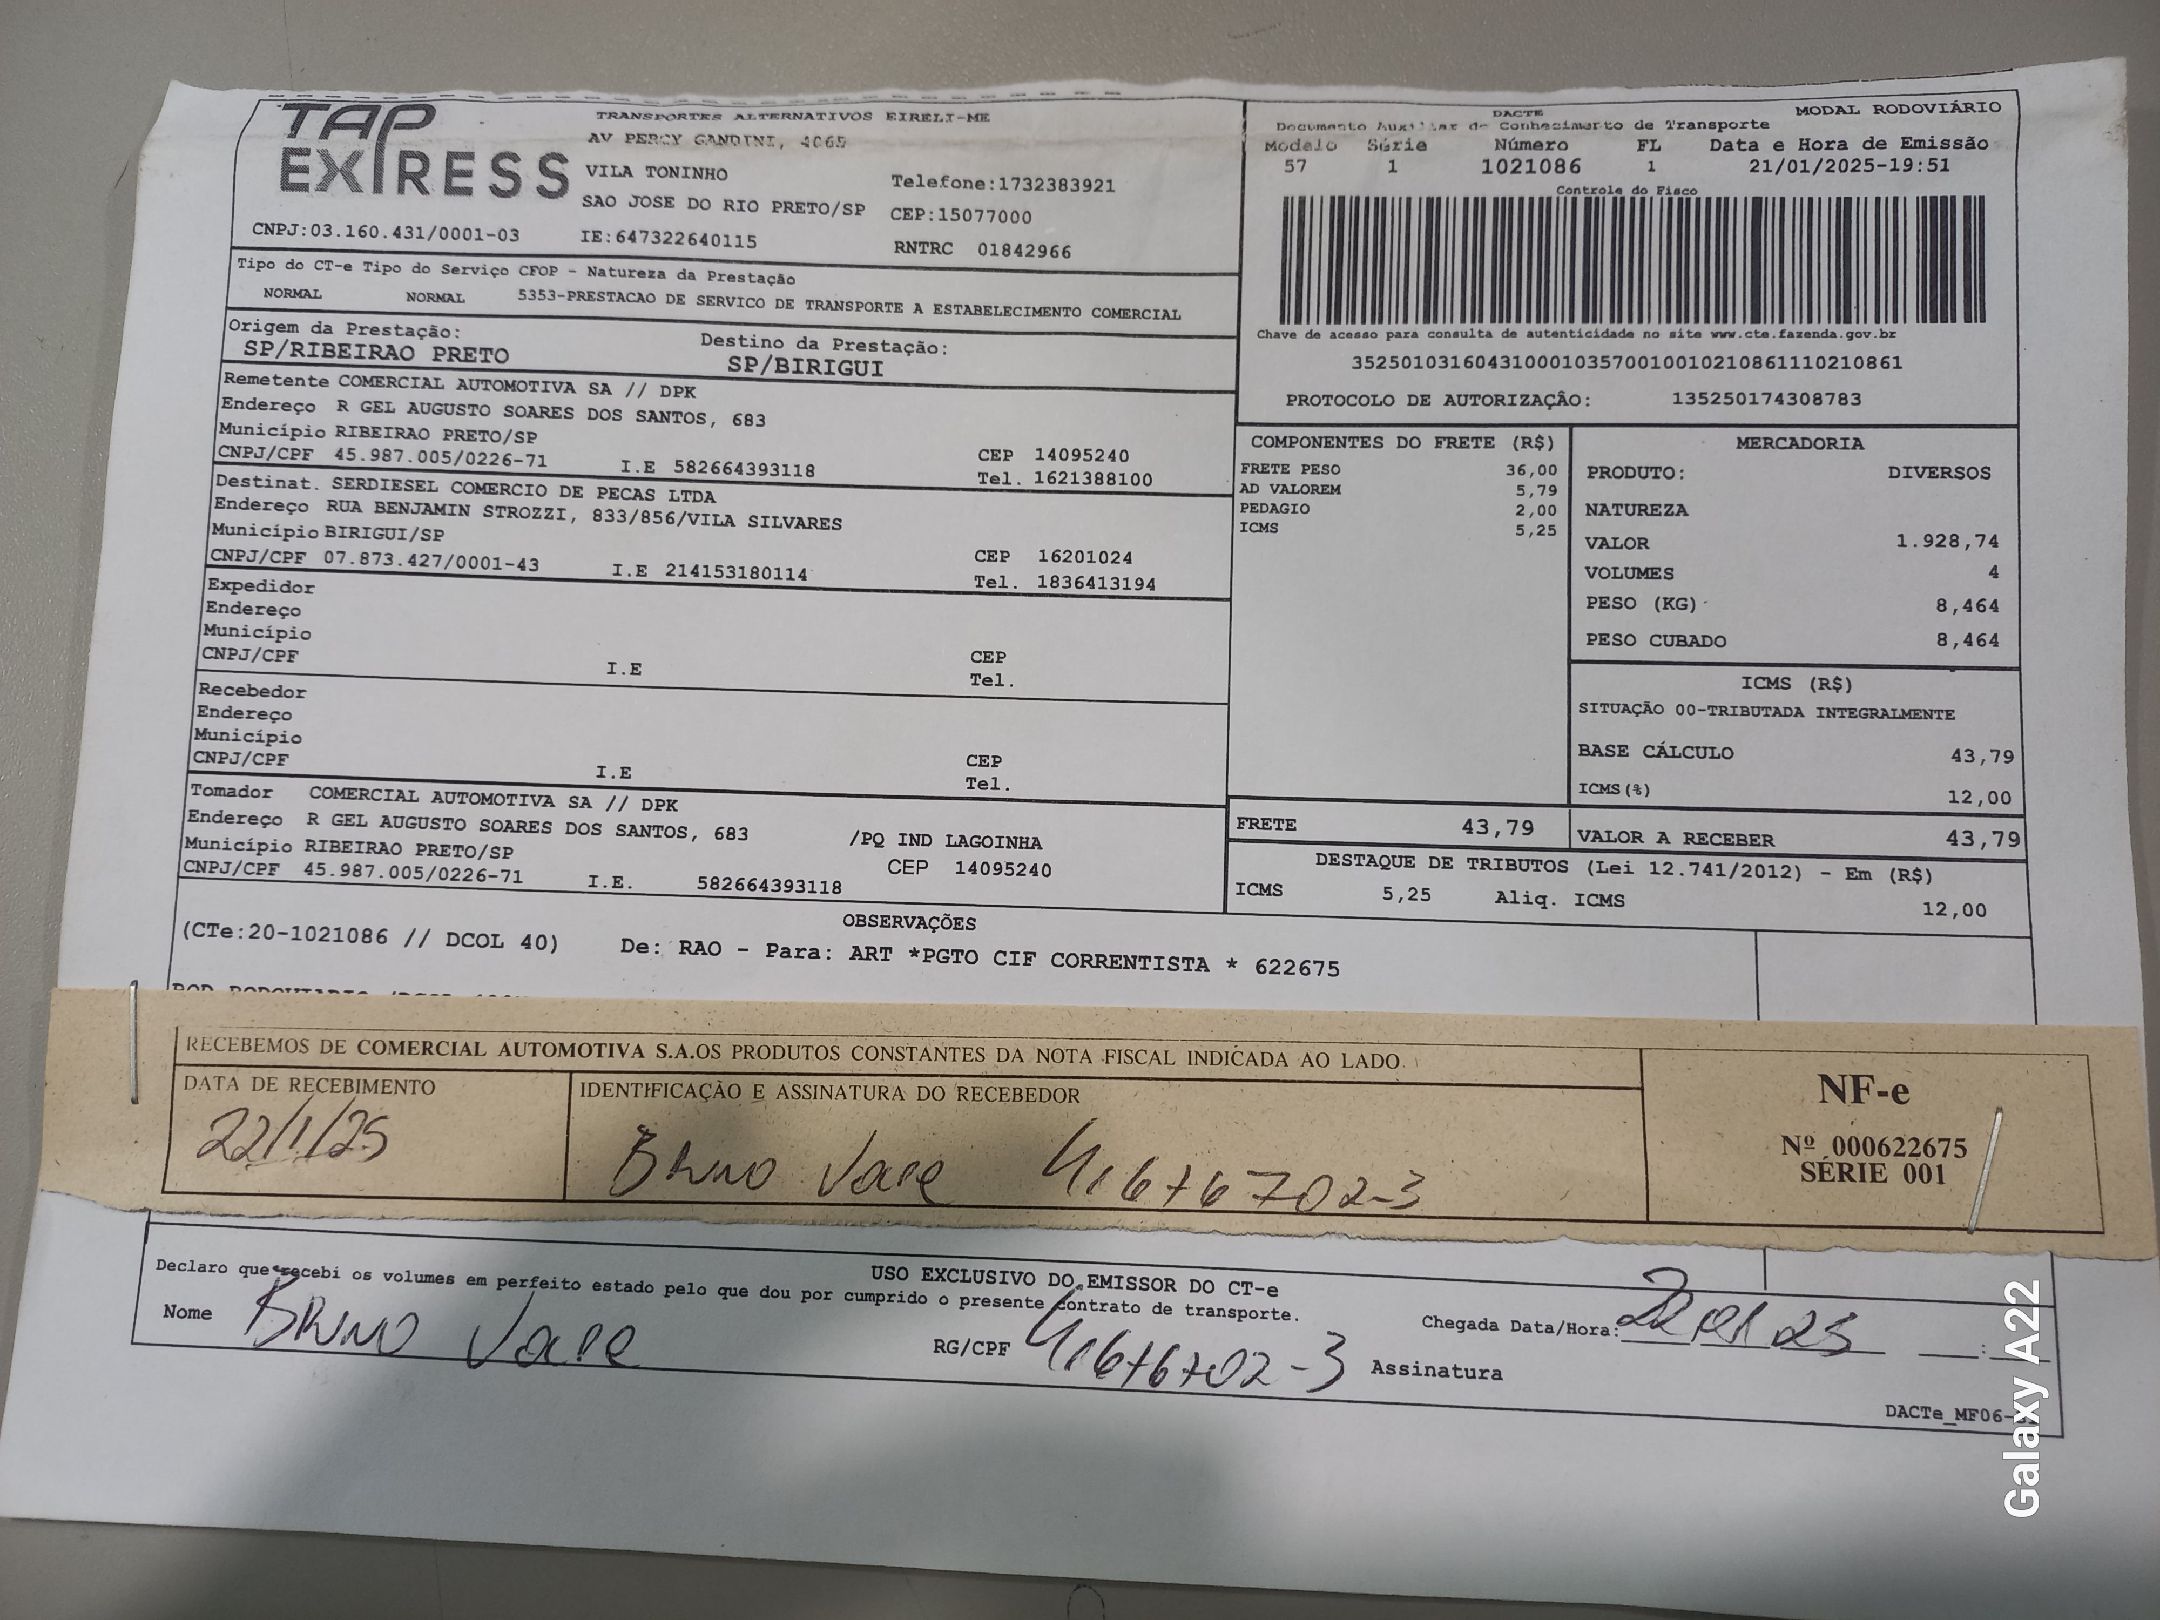 TAP EXPRESS
TRANSPORTES ALTERNATIVOS EIRELI-ME
AV PERCY GANDINI, 4065
VILA TONINHO
Telefone:1732383921
SAO JOSE DO RIO PRETO/SP CEP:15077000
CNPJ:03.160.431/0001-03 IE:647322640115 RNTRC 01842966
DACTE MODAL RODOVIÁRIO
Documento Auxiliar de Conhecimento de Transporte
Modelo Série Número FL Data e Hora de Emissão
57 1 1021086 1 21/01/2025-19:51
Controle do Fisco
Chave de acesso para consulta de autenticidade no site www.cte.fazenda.gov.br
35250103160431000103570010010210861110210861
PROTOCOLO DE AUTORIZAÇÂO: 135250174308783
Tipo do CT-e Tipo do Serviço CFOP - Natureza da Prestação
NORMAL NORMAL 5353-PRESTACAO DE SERVICO DE TRANSPORTE A ESTABELECIMENTO COMERCIAL
Origem da Prestação: Destino da Prestação:
SP/RIBEIRAO PRETO SP/BIRIGUI
Remetente COMERCIAL AUTOMOTIVA SA // DPK
Endereço R GEL AUGUSTO SOARES DOS SANTOS, 683
Município RIBEIRAO PRETO/SP CEP 14095240
CNPJ/CPF 45.987.005/0226-71 I.E 582664393118 Tel. 1621388100
Destinat. SERDIESEL COMERCIO DE PECAS LTDA
Endereço RUA BENJAMIN STROZZI, 833/856/VILA SILVARES
Município BIRIGUI/SP CEP 16201024
CNPJ/CPF 07.873.427/0001-43 I.E 214153180114 Tel. 1836413194
Expedidor
Endereço
Município CEP
CNPJ/CPF I.E Tel.
Recebedor
Endereço
Município CEP
CNPJ/CPF I.E Tel.
Tomador COMERCIAL AUTOMOTIVA SA // DPK
Endereço R GEL AUGUSTO SOARES DOS SANTOS, 683 /PQ IND LAGOINHA
Município RIBEIRAO PRETO/SP CEP 14095240
CNPJ/CPF 45.987.005/0226-71 I.E. 582664393118
COMPONENTES DO FRETE (R$)
FRETE PESO 36,00
AD VALOREM 5,79
PEDAGIO 2,00
ICMS 5,25
MERCADORIA
PRODUTO: DIVERSOS
NATUREZA
VALOR 1.928,74
VOLUMES 4
PESO (KG) 8,464
PESO CUBADO 8,464
ICMS (R$)
SITUAÇÃO 00-TRIBUTADA INTEGRALMENTE
BASE CÁLCULO 43,79
ICMS(%) 12,00
FRETE 43,79 VALOR A RECEBER 43,79
DESTAQUE DE TRIBUTOS (Lei 12.741/2012) - Em (R$)
ICMS 5,25 Aliq. ICMS 12,00
OBSERVAÇÕES
(CTe:20-1021086 // DCOL 40) De: RAO - Para: ART *PGTO CIF CORRENTISTA * 622675
RECEBEMOS DE COMERCIAL AUTOMOTIVA S.A.OS PRODUTOS CONSTANTES DA NOTA FISCAL INDICADA AO LADO.
DATA DE RECEBIMENTO IDENTIFICAÇÃO E ASSINATURA DO RECEBEDOR
22/1/25 BRUNO 41676702-3
NF-e
Nº 000622675
SÉRIE 001
USO EXCLUSIVO DO EMISSOR DO CT-e
Declaro que recebi os volumes em perfeito estado pelo que dou por cumprido o presente contrato de transporte.
Nome BRUNO RG/CPF 41676702-3 Assinatura
Chegada Data/Hora: 22 01 25 :
DACTe_MF06-
Galaxy A22